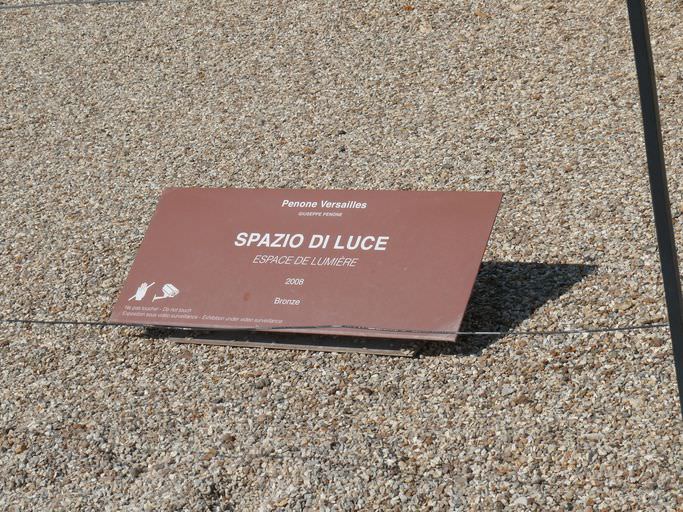 Penone Versailles
GIUSEPPE PENONE
SPAZIO DI LUCE
ESPACE DE LUMIÈRE
2008
Bronze
Ne pas toucher - Do not touch
Exposition sous vidéo surveillance - Exhibition under video surveillance